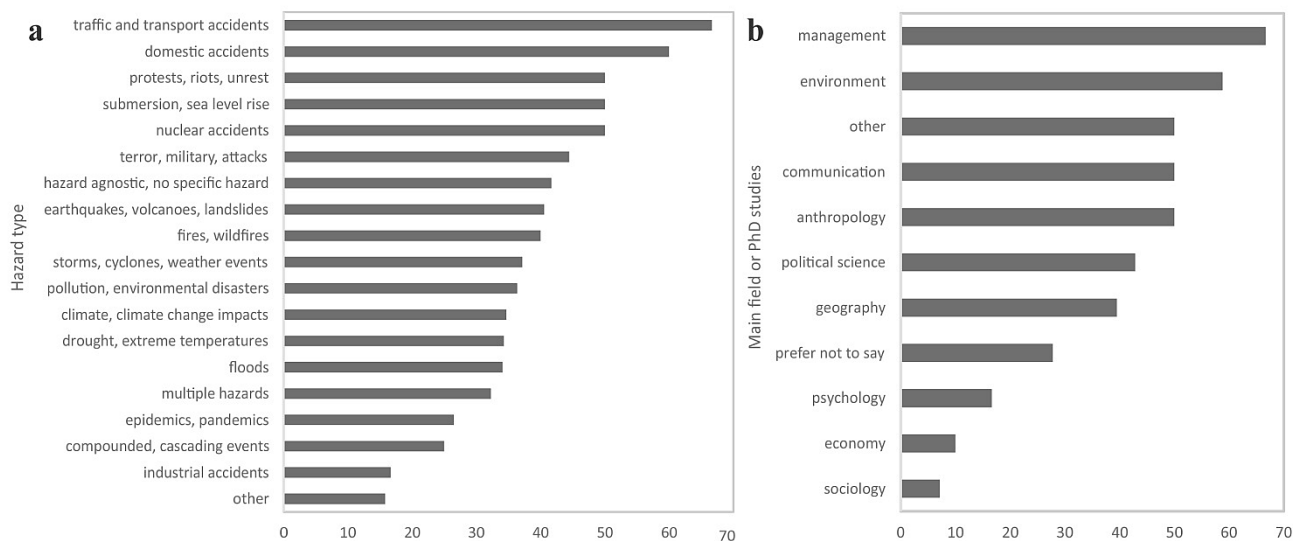 a
Hazard type
traffic and transport accidents
domestic accidents
protests, riots, unrest
submersion, sea level rise
nuclear accidents
terror, military, attacks
hazard agnostic, no specific hazard
earthquakes, volcanoes, landslides
fires, wildfires
storms, cyclones, weather events
pollution, environmental disasters
climate, climate change impacts
drought, extreme temperatures
floods
multiple hazards
epidemics, pandemics
compounded, cascading events
industrial accidents
other
0 10 20 30 40 50 60 70
b
Main field or PhD studies
management
environment
other
communication
anthropology
political science
geography
prefer not to say
psychology
economy
sociology
0 10 20 30 40 50 60 70